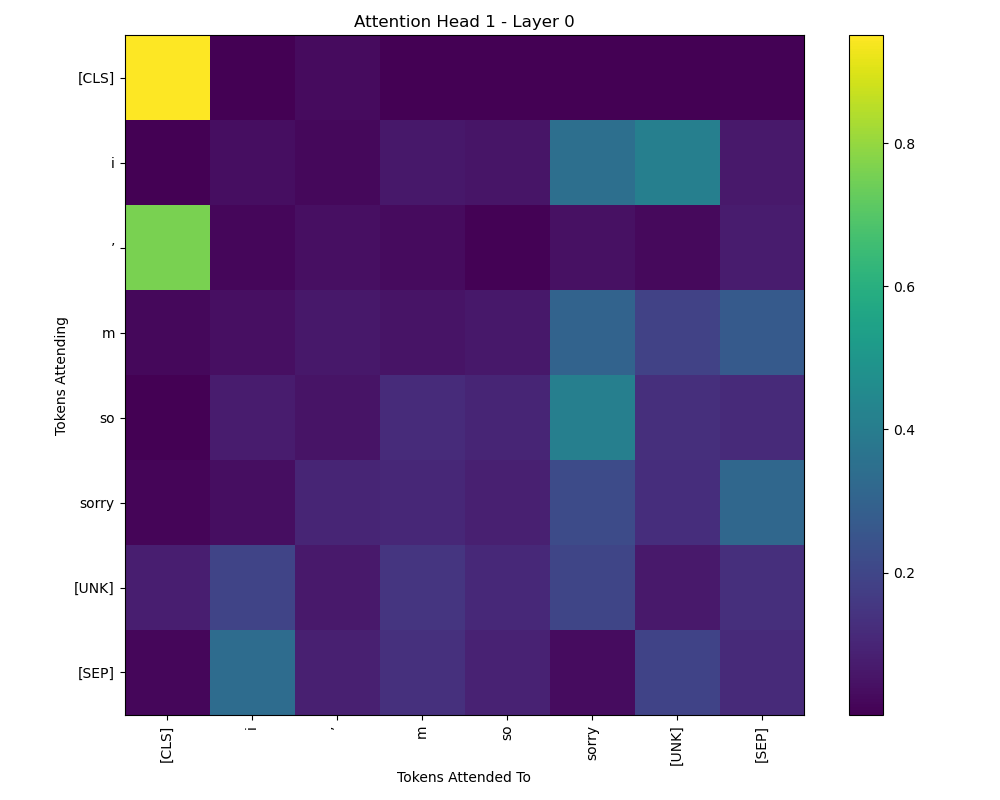 Attention Head 1 - Layer 0
Tokens Attending
[CLS]
i
’
m
so
sorry
[UNK]
[SEP]
[CLS]
i
’
m
so
sorry
[UNK]
[SEP]
Tokens Attended To
0.8
0.6
0.4
0.2